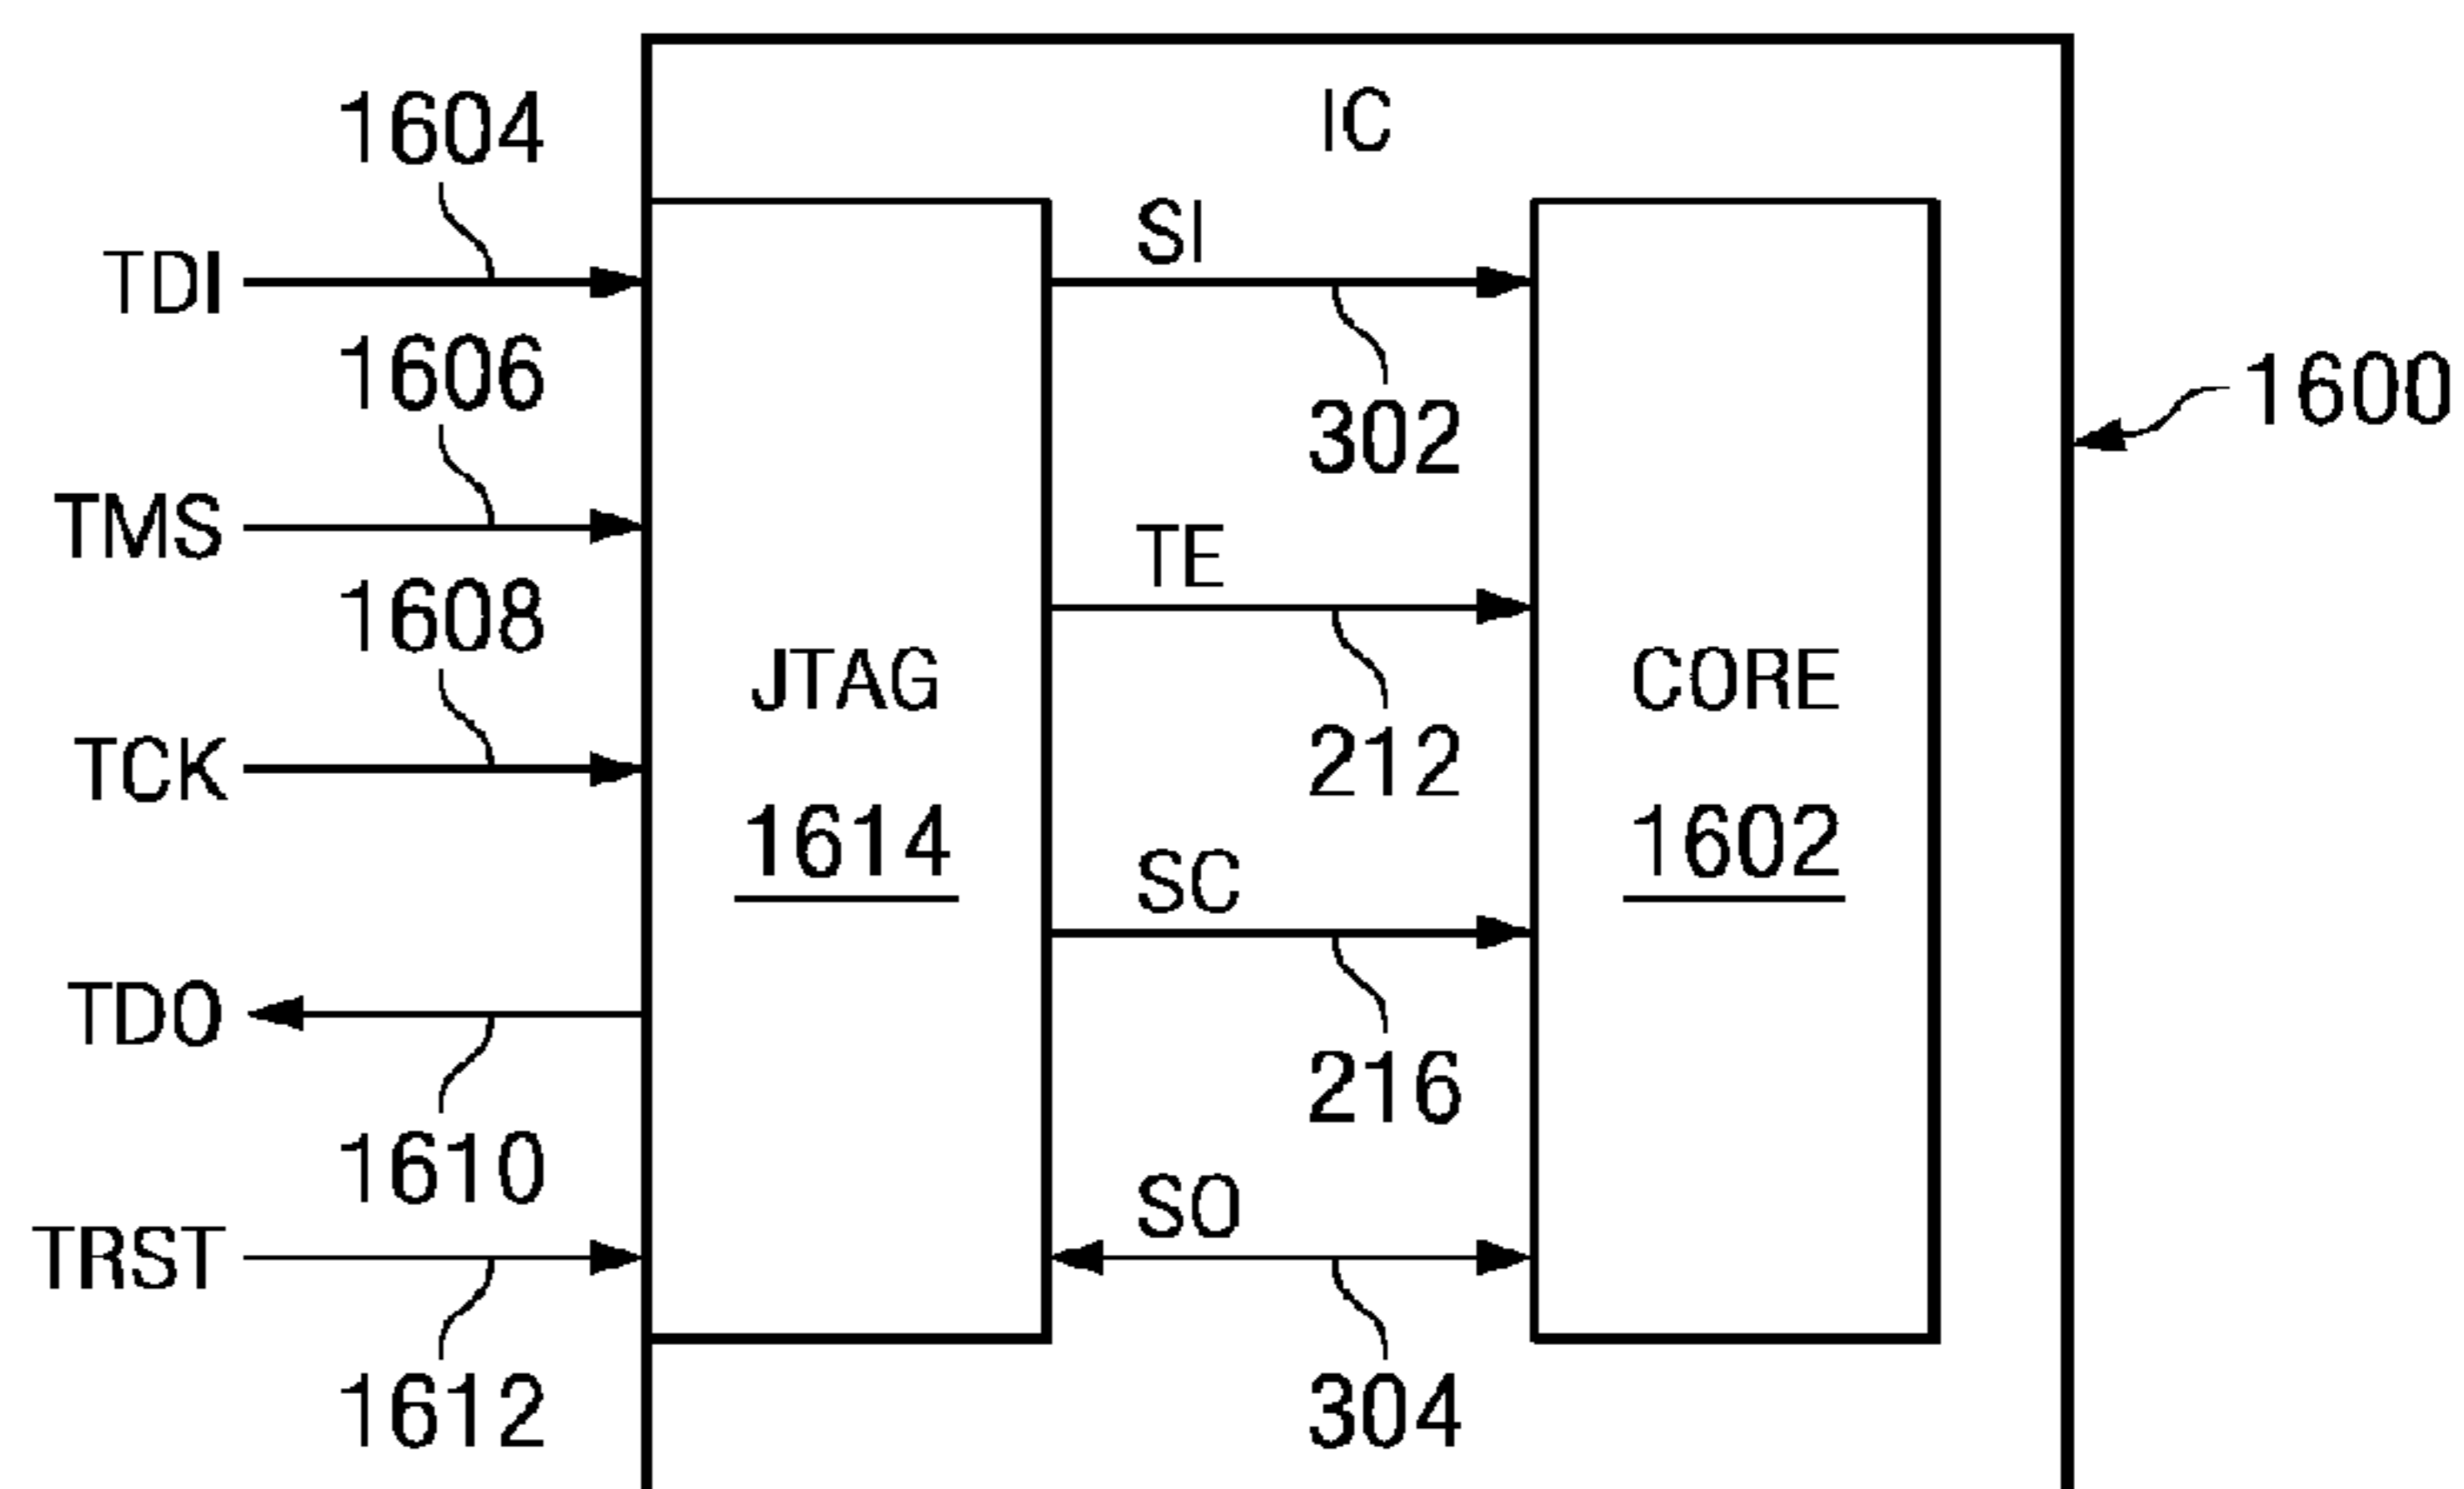 IC
1604
TDI
SI
302
1600
1606
TMS
TE
212
1608
TCK
JTAG
1614
CORE
1602
SC
216
TDO
1610
SO
304
TRST
1612